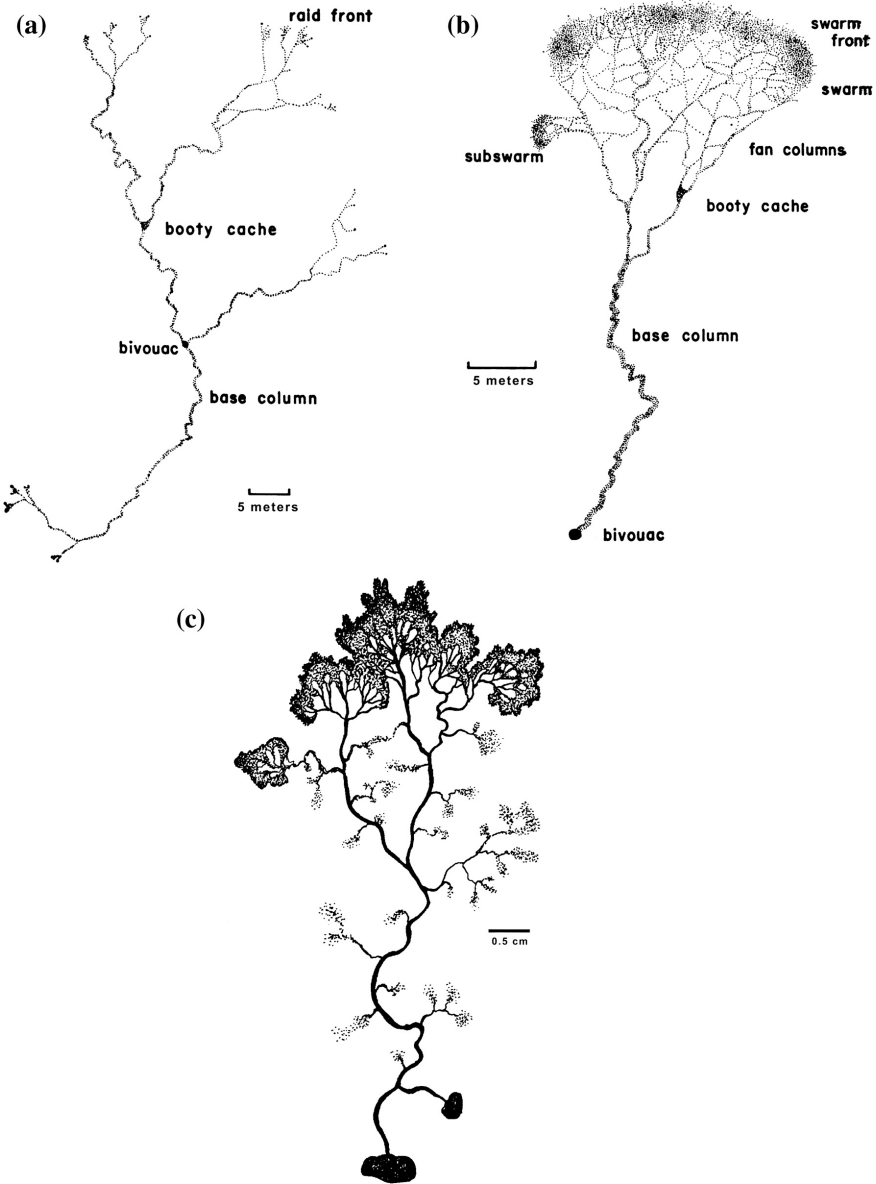 (a)
raid front
booty cache
bivouac
base column
5 meters
(b)
swarm
front
swarm
subswarm
fan columns
booty cache
base column
5 meters
bivouac
(c)
0.5 cm